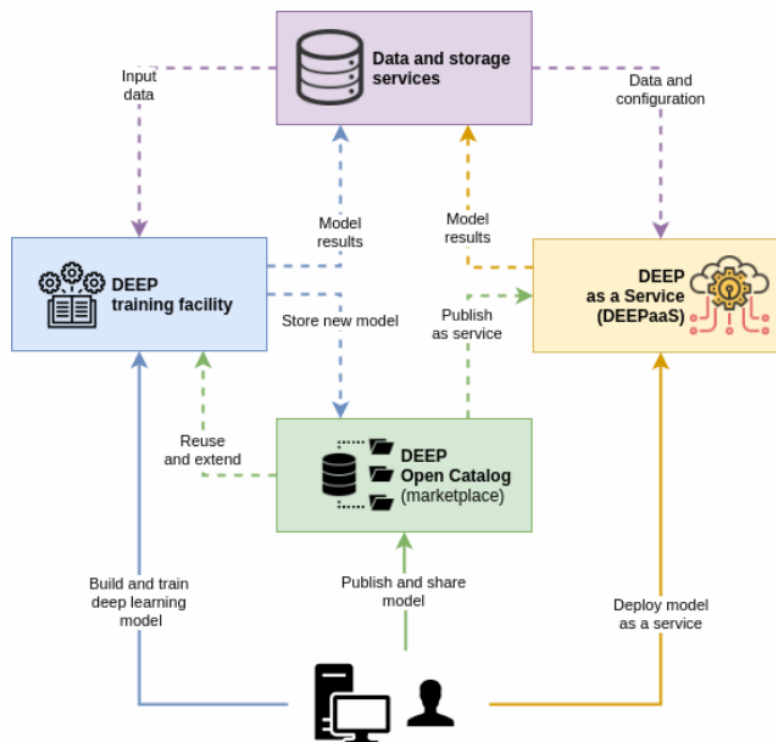 Data and storage
services
Input
data
Data and
configuration
Model
results
Model
results
DEEP
training facility
DEEP
as a Service
(DEEPaaS)
Store new model
Publish
as service
Reuse
and extend
DEEP
Open Catalog
(marketplace)
Build and train
deep learning
model
Publish and share
model
Deploy model
as a service